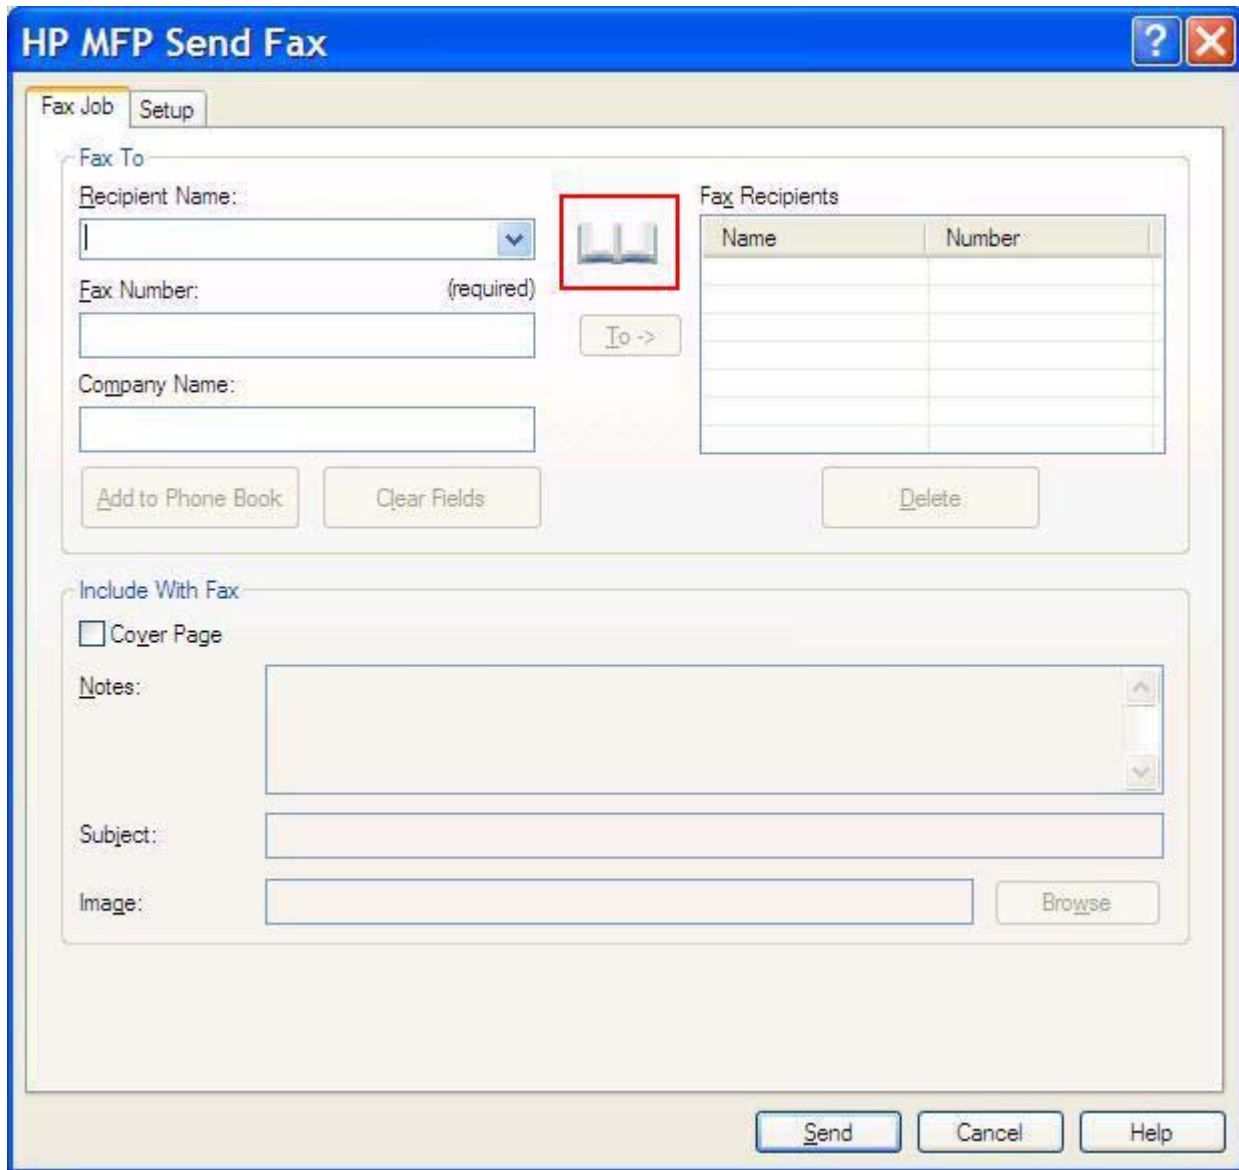 HP MFP Send Fax
?
Fax Job
Setup
Fax To
Recipient Name:
Fax Recipients
Name
Number
Fax Number:
(required)
To ->
Company Name:
Add to Phone Book
Clear Fields
Delete
Include With Fax
Cover Page
Notes:
Subject:
Image:
Browse
Send
Cancel
Help